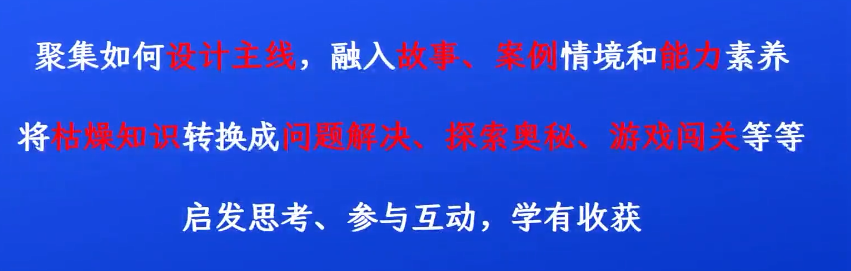 聚集如何设计主线，融入故事、案例情境和能力素养
将枯燥知识转换成问题解决、探索奥秘、游戏闯关等等
启发思考、参与互动，学有收获